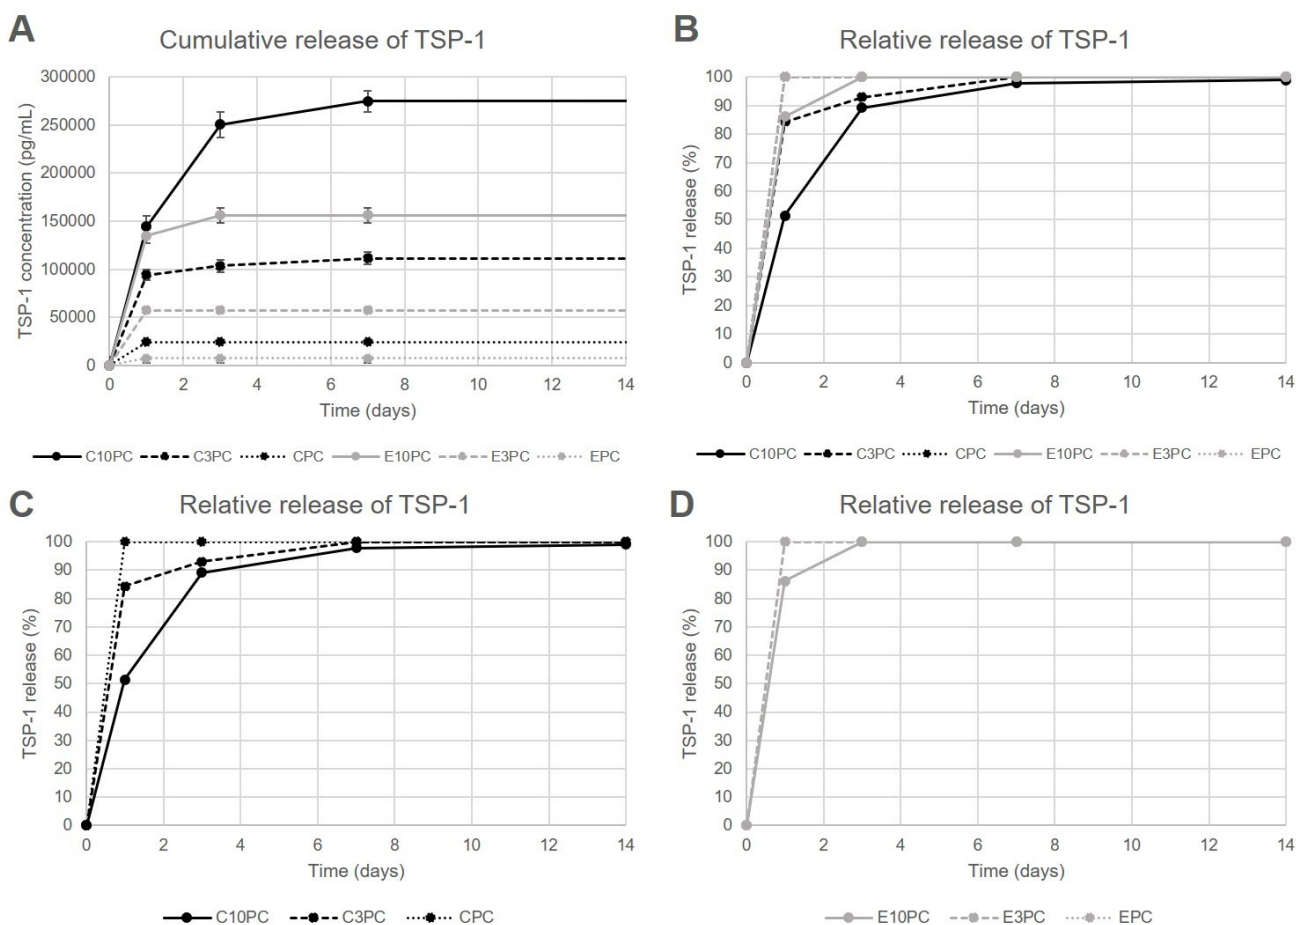 A
Cumulative release of TSP-1
TSP-1 concentration (pg/mL)
300000
250000
200000
150000
100000
50000
0
0 2 4 6 8 10 12 14
Time (days)
C10PC C3PC CPC E10PC E3PC EPC
B
Relative release of TSP-1
TSP-1 release (%)
100
90
80
70
60
50
40
30
20
10
0
0 2 4 6 8 10 12 14
Time (days)
C10PC C3PC CPC E10PC E3PC EPC
C
Relative release of TSP-1
TSP-1 release (%)
100
90
80
70
60
50
40
30
20
10
0
0 2 4 6 8 10 12 14
Time (days)
C10PC C3PC CPC
D
Relative release of TSP-1
TSP-1 release (%)
100
90
80
70
60
50
40
30
20
10
0
0 2 4 6 8 10 12 14
Time (days)
E10PC E3PC EPC